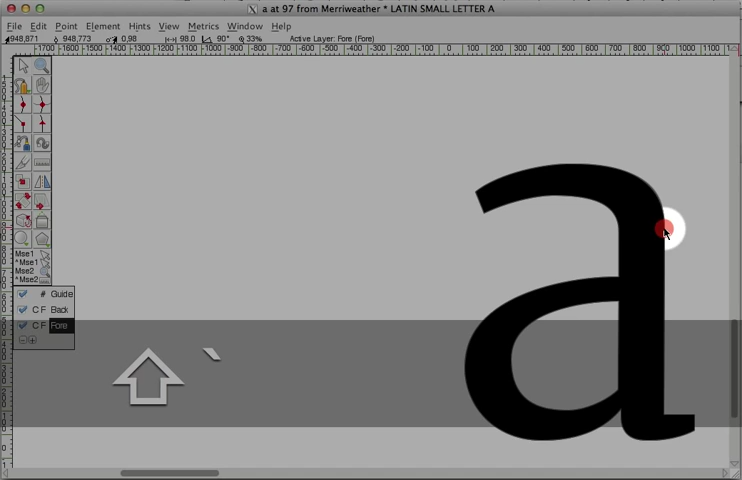 a at 97 from Merriweather * LATIN SMALL LETTER A
File Edit Point Element Hints View Metrics Window Help
948,871 948,773 0,98 98.0 90° 33% Active Layer: Fore (Fore)
-1700 -1600 -1500 -1400 -1300 -1200 -1100 -1000 -900 -800 -700 -600 -500 -400 -300 -200 -100 0 100 200 300 400 500 600 700 800 900 1000 1100
Mse1
^Mse1
Mse2
^Mse2
# Guide
C F Back
C F Fore
a
`